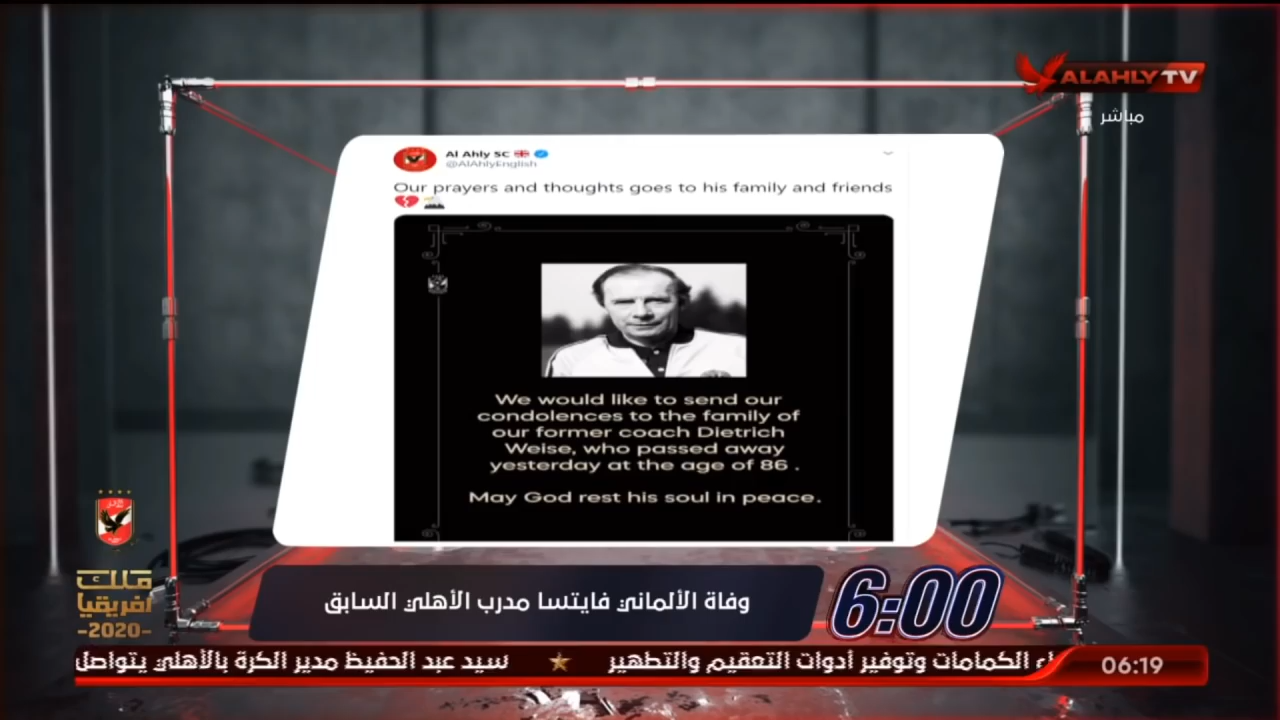 ALAHLY TV
مباشر
Al Ahly SC
@AlAhlyEnglish
Our prayers and thoughts goes to his family and friends
We would like to send our
condolences to the family of
our former coach Dietrich
Weise, who passed away
yesterday at the age of 86 .
May God rest his soul in peace.
ملك
أفريقيا
-2020-
6:00
وفاة الألماني فايتسا مدرب الأهلي السابق
الكمامات وتوفير أدوات التعقيم والتطهير ★ سيد عبد الحفيظ مدير الكرة بالأهلي يتواصل
06:19